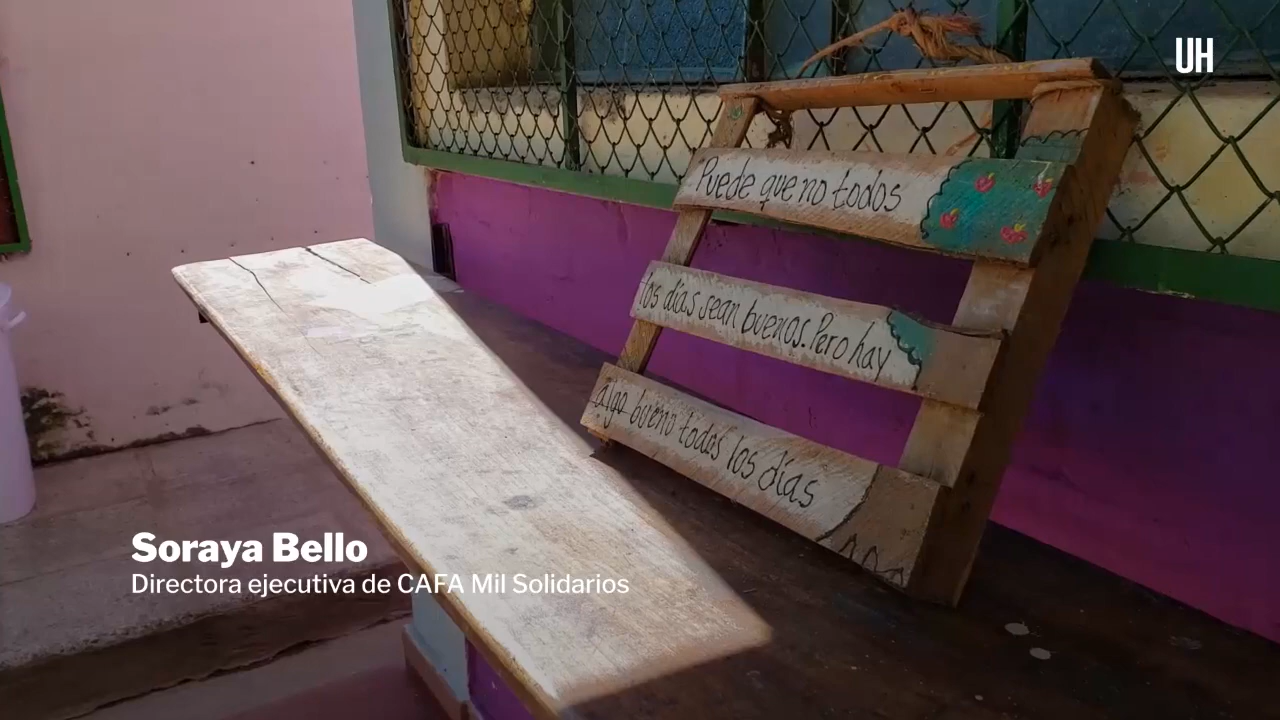 UH
Puede que no todos
los días sean buenos. Pero hay
algo bueno todos los días
Soraya Bello
Directora ejecutiva de CAFA Mil Solidarios